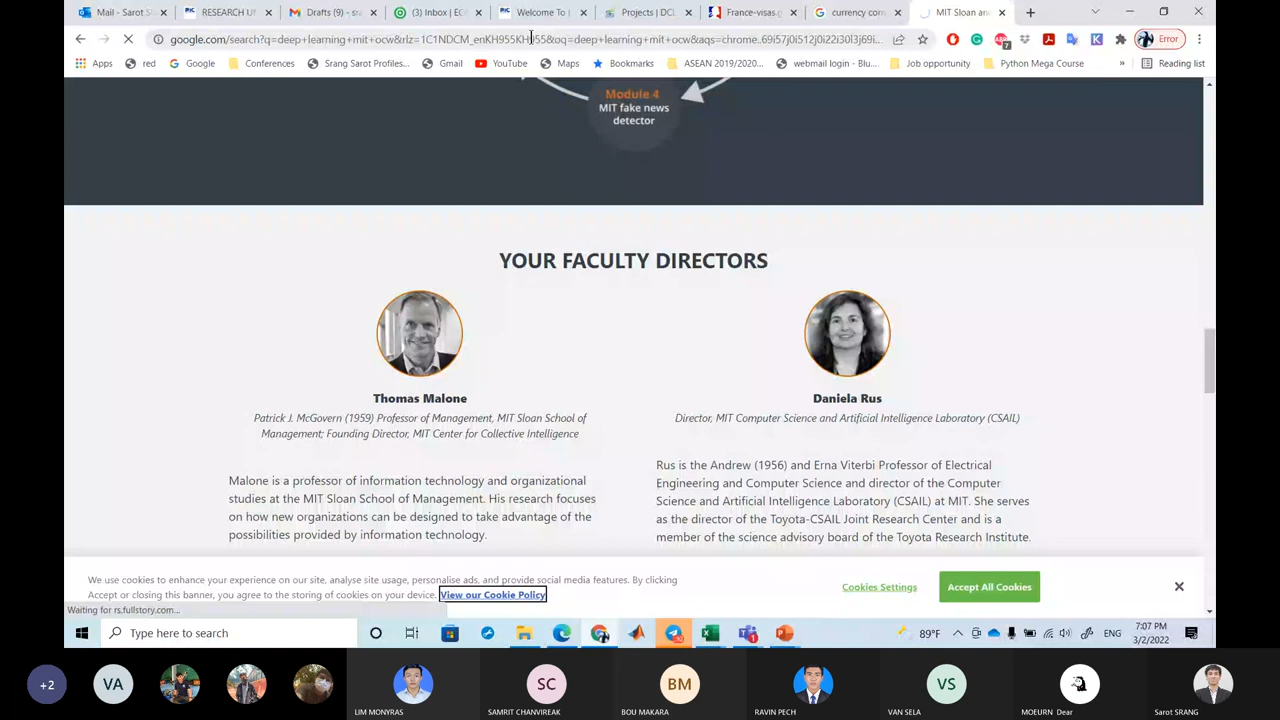 Mail - Sarot S
RESEARCH U
Drafts (9) - sra
(3) Inbox | EG
Welcome To
Projects | DCL
France-visas.g
currency con
MIT Sloan an
google.com/search?q=deep+learning+mit+ocw&rlz=1C1NDCM_enKH955KH955&oq=deep+learning+mit+ocw&aqs=chrome..69i57j0i512j0i22i30l3j69i...
Error
Apps
red
Google
Conferences
Srang Sarot Profiles...
Gmail
YouTube
Maps
Bookmarks
ASEAN 2019/2020...
webmail login - Blu...
Job opportunity
Python Mega Course
»
Reading list
Module 4
MIT fake news
detector
YOUR FACULTY DIRECTORS
Thomas Malone
Patrick J. McGovern (1959) Professor of Management, MIT Sloan School of
Management; Founding Director, MIT Center for Collective Intelligence
Malone is a professor of information technology and organizational
studies at the MIT Sloan School of Management. His research focuses
on how new organizations can be designed to take advantage of the
possibilities provided by information technology.
Daniela Rus
Director, MIT Computer Science and Artificial Intelligence Laboratory (CSAIL)
Rus is the Andrew (1956) and Erna Viterbi Professor of Electrical
Engineering and Computer Science and director of the Computer
Science and Artificial Intelligence Laboratory (CSAIL) at MIT. She serves
as the director of the Toyota-CSAIL Joint Research Center and is a
member of the science advisory board of the Toyota Research Institute.
We use cookies to enhance your experience on our site, analyse site usage, personalise ads, and provide social media features. By clicking
Accept or closing this banner, you agree to the storing of cookies on your device. View our Cookie Policy
Cookies Settings
Accept All Cookies
Waiting for rs.fullstory.com...
Type here to search
89°F
ENG
7:07 PM
3/2/2022
+2
VA
LIM MONYRAS
SC
SAMRIT CHANVIREAK
BM
BOU MAKARA
RAVIN PECH
VS
VAN SELA
MOEURN Dear
Sarot SRANG